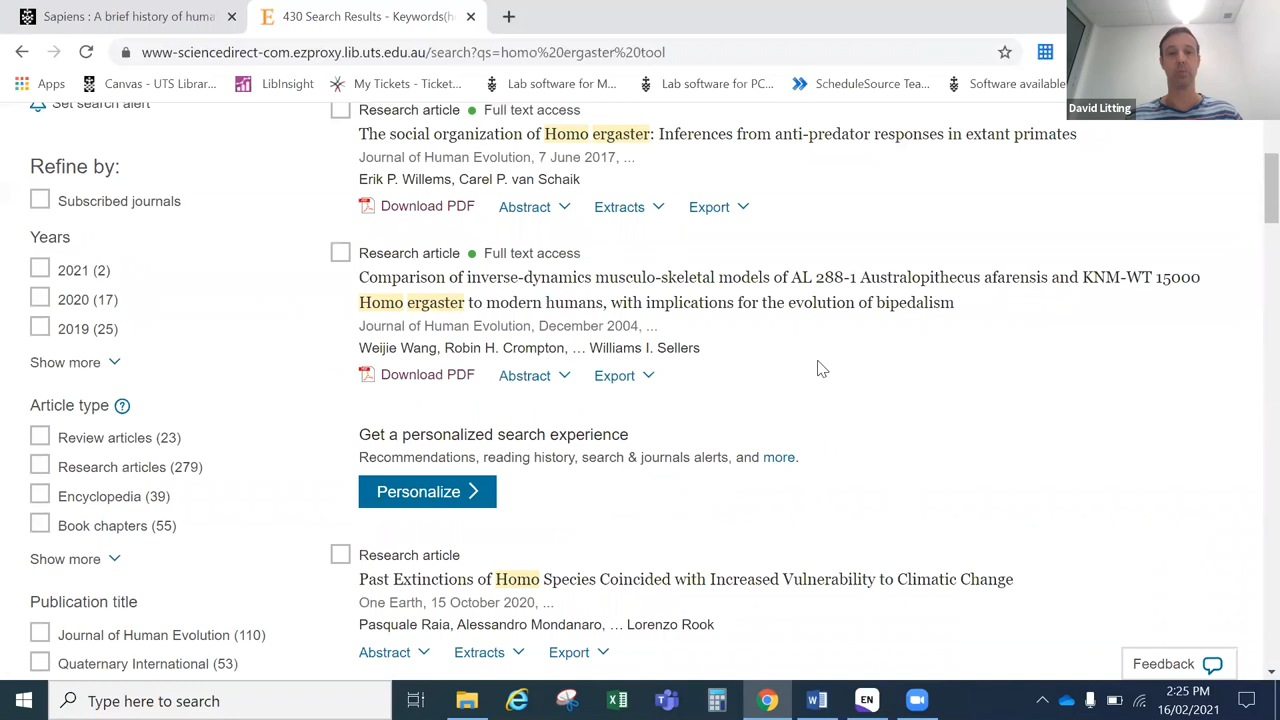 Sapiens : A brief history of huma
430 Search Results - Keywords(h
www-sciencedirect-com.ezproxy.lib.uts.edu.au/search?qs=homo%20ergaster%20tool
Apps
Canvas - UTS Librar...
LibInsight
My Tickets - Ticket...
Lab software for M...
Lab software for PC...
ScheduleSource Tea...
Software available
David Litting
Set search alert
Refine by:
Subscribed journals
Years
2021 (2)
2020 (17)
2019 (25)
Show more
Article type ?
Review articles (23)
Research articles (279)
Encyclopedia (39)
Book chapters (55)
Show more
Publication title
Journal of Human Evolution (110)
Quaternary International (53)
Research article Full text access
The social organization of Homo ergaster: Inferences from anti-predator responses in extant primates
Journal of Human Evolution, 7 June 2017, ...
Erik P. Willems, Carel P. van Schaik
Download PDF Abstract Extracts Export
Research article Full text access
Comparison of inverse-dynamics musculo-skeletal models of AL 288-1 Australopithecus afarensis and KNM-WT 15000
Homo ergaster to modern humans, with implications for the evolution of bipedalism
Journal of Human Evolution, December 2004, ...
Weijie Wang, Robin H. Crompton, ... Williams I. Sellers
Download PDF Abstract Export
Get a personalized search experience
Recommendations, reading history, search & journals alerts, and more.
Personalize
Research article
Past Extinctions of Homo Species Coincided with Increased Vulnerability to Climatic Change
One Earth, 15 October 2020, ...
Pasquale Raia, Alessandro Mondanaro, ... Lorenzo Rook
Abstract Extracts Export
Feedback
Type here to search
EN
2:25 PM
16/02/2021